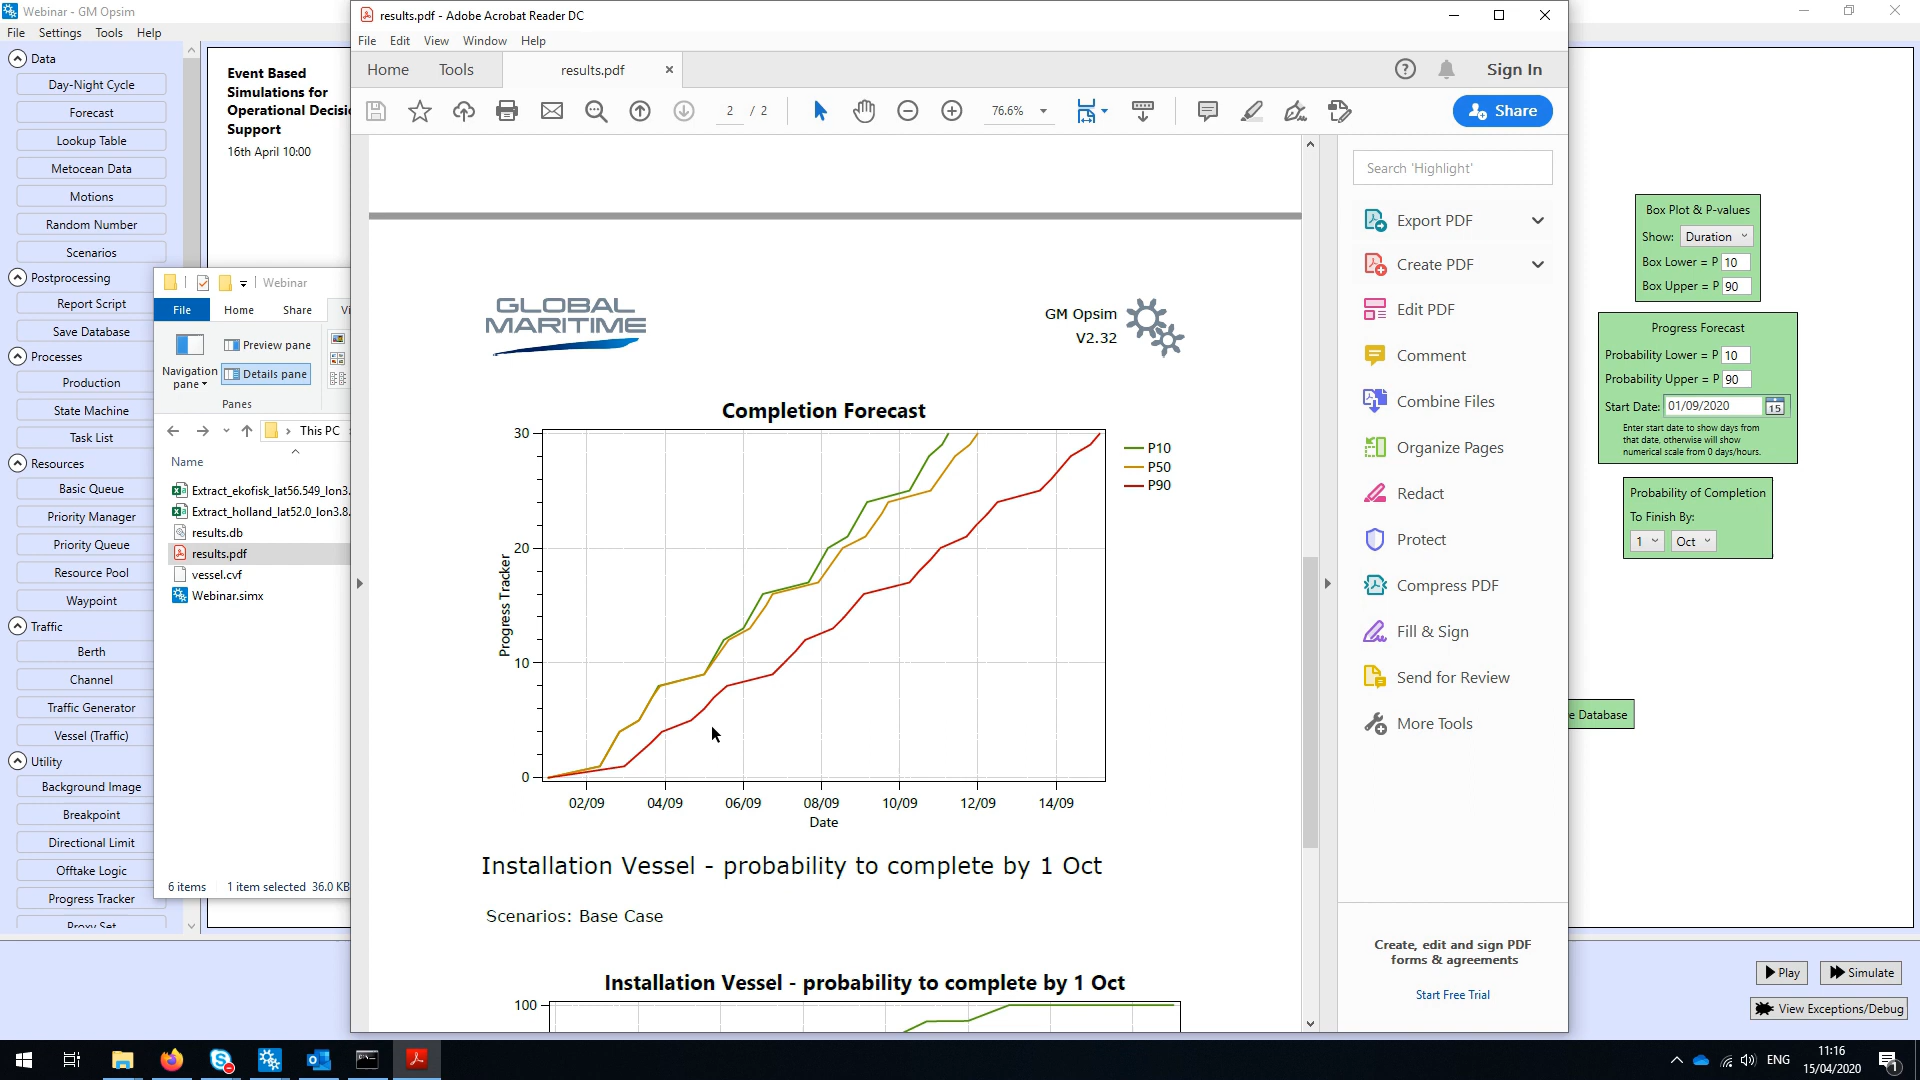 Webinar - GM Opsim
File Settings Tools Help
Data
Day-Night Cycle
Forecast
Lookup Table
Metocean Data
Motions
Random Number
Scenarios
Postprocessing
Report Script
Save Database
Processes
Production
State Machine
Task List
Resources
Basic Queue
Priority Manager
Priority Queue
Resource Pool
Waypoint
Traffic
Berth
Channel
Traffic Generator
Vessel (Traffic)
Utility
Background Image
Breakpoint
Directional Limit
Offtake Logic
Progress Tracker
Proxy Set
Event Based
Simulations for
Operational Decisi
Support
16th April 10:00
Webinar
File Home Share Vi
Navigation
pane
Preview pane
Details pane
Panes
This PC
Name
Extract_ekofisk_lat56.549_lon3.
Extract_holland_lat52.0_lon3.8.
results.db
results.pdf
vessel.cvf
Webinar.simx
6 items 1 item selected 36.0 KB
results.pdf - Adobe Acrobat Reader DC
File Edit View Window Help
Home Tools results.pdf Sign In
2 / 2 76.6% Share
GLOBAL
MARITIME
GM Opsim
V2.32
Completion Forecast
30
20
10
0
Progress Tracker
02/09 04/09 06/09 08/09 10/09 12/09 14/09
Date
P10
P50
P90
Installation Vessel - probability to complete by 1 Oct
Scenarios: Base Case
Installation Vessel - probability to complete by 1 Oct
100
Search 'Highlight'
Export PDF
Create PDF
Edit PDF
Comment
Combine Files
Organize Pages
Redact
Protect
Compress PDF
Fill & Sign
Send for Review
More Tools
Create, edit and sign PDF
forms & agreements
Start Free Trial
Box Plot & P-values
Show: Duration
Box Lower = P 10
Box Upper = P 90
Progress Forecast
Probability Lower = P 10
Probability Upper = P 90
Start Date: 01/09/2020 15
Enter start date to show days from
that date, otherwise will show
numerical scale from 0 days/hours.
Probability of Completion
To Finish By:
1 Oct
e Database
Play Simulate
View Exceptions/Debug
ENG
11:16
15/04/2020
1